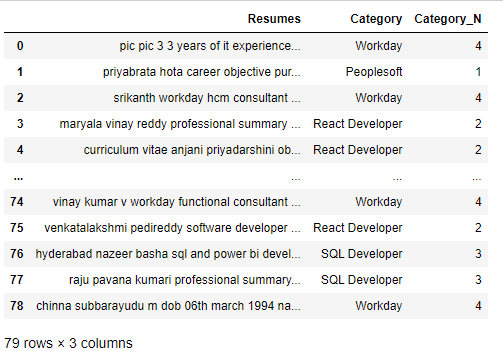 Resumes Category Category_N
0 pic pic 3 3 years of it experience... Workday 4
1 priyabrata hota career objective pur... Peoplesoft 1
2 srikanth workday hcm consultant ... Workday 4
3 maryala vinay reddy professional summary ... React Developer 2
4 curriculum vitae anjani priyadarshini ob... React Developer 2
... ... ... ...
74 vinay kumar v workday functional consultant ... Workday 4
75 venkatalakshmi pedireddy software developer ... React Developer 2
76 hyderabad nazeer basha sql and power bi devel... SQL Developer 3
77 raju pavana kumari professional summary... SQL Developer 3
78 chinna subbarayudu m dob 06th march 1994 na... Workday 4
79 rows × 3 columns